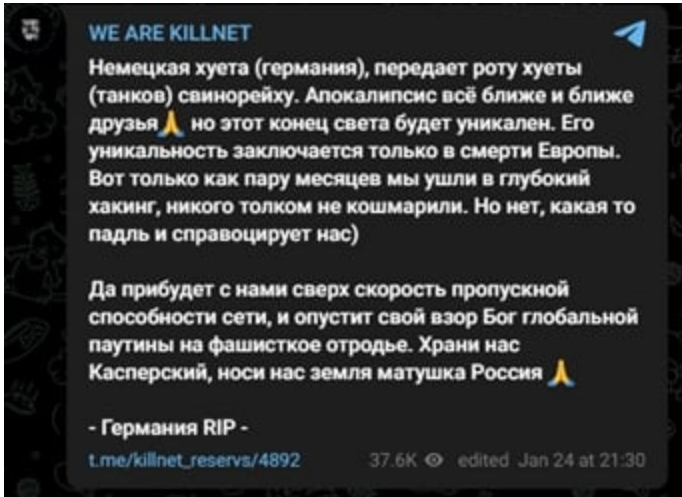 WE ARE KILLNET
Немецкая хуета (германия), передает роту хуеты
(танков) свинорейху. Апокалипсис всё ближе и ближе
друзья🙏 но этот конец света будет уникален. Его
уникальность заключается только в смерти Европы.
Вот только как пару месяцев мы ушли в глубокий
хакинг, никого толком не кошмарили. Но нет, какая то
падль и справоцирует нас)
Да прибудет с нами сверх скорость пропускной
способности сети, и опустит свой взор Бог глобальной
паутины на фашисткое отродье. Храни нас
Касперский, носи нас земля матушка Россия 🙏
- Германия RIP -
t.me/killnet_reservs/4892 37.6K edited Jan 24 at 21:30